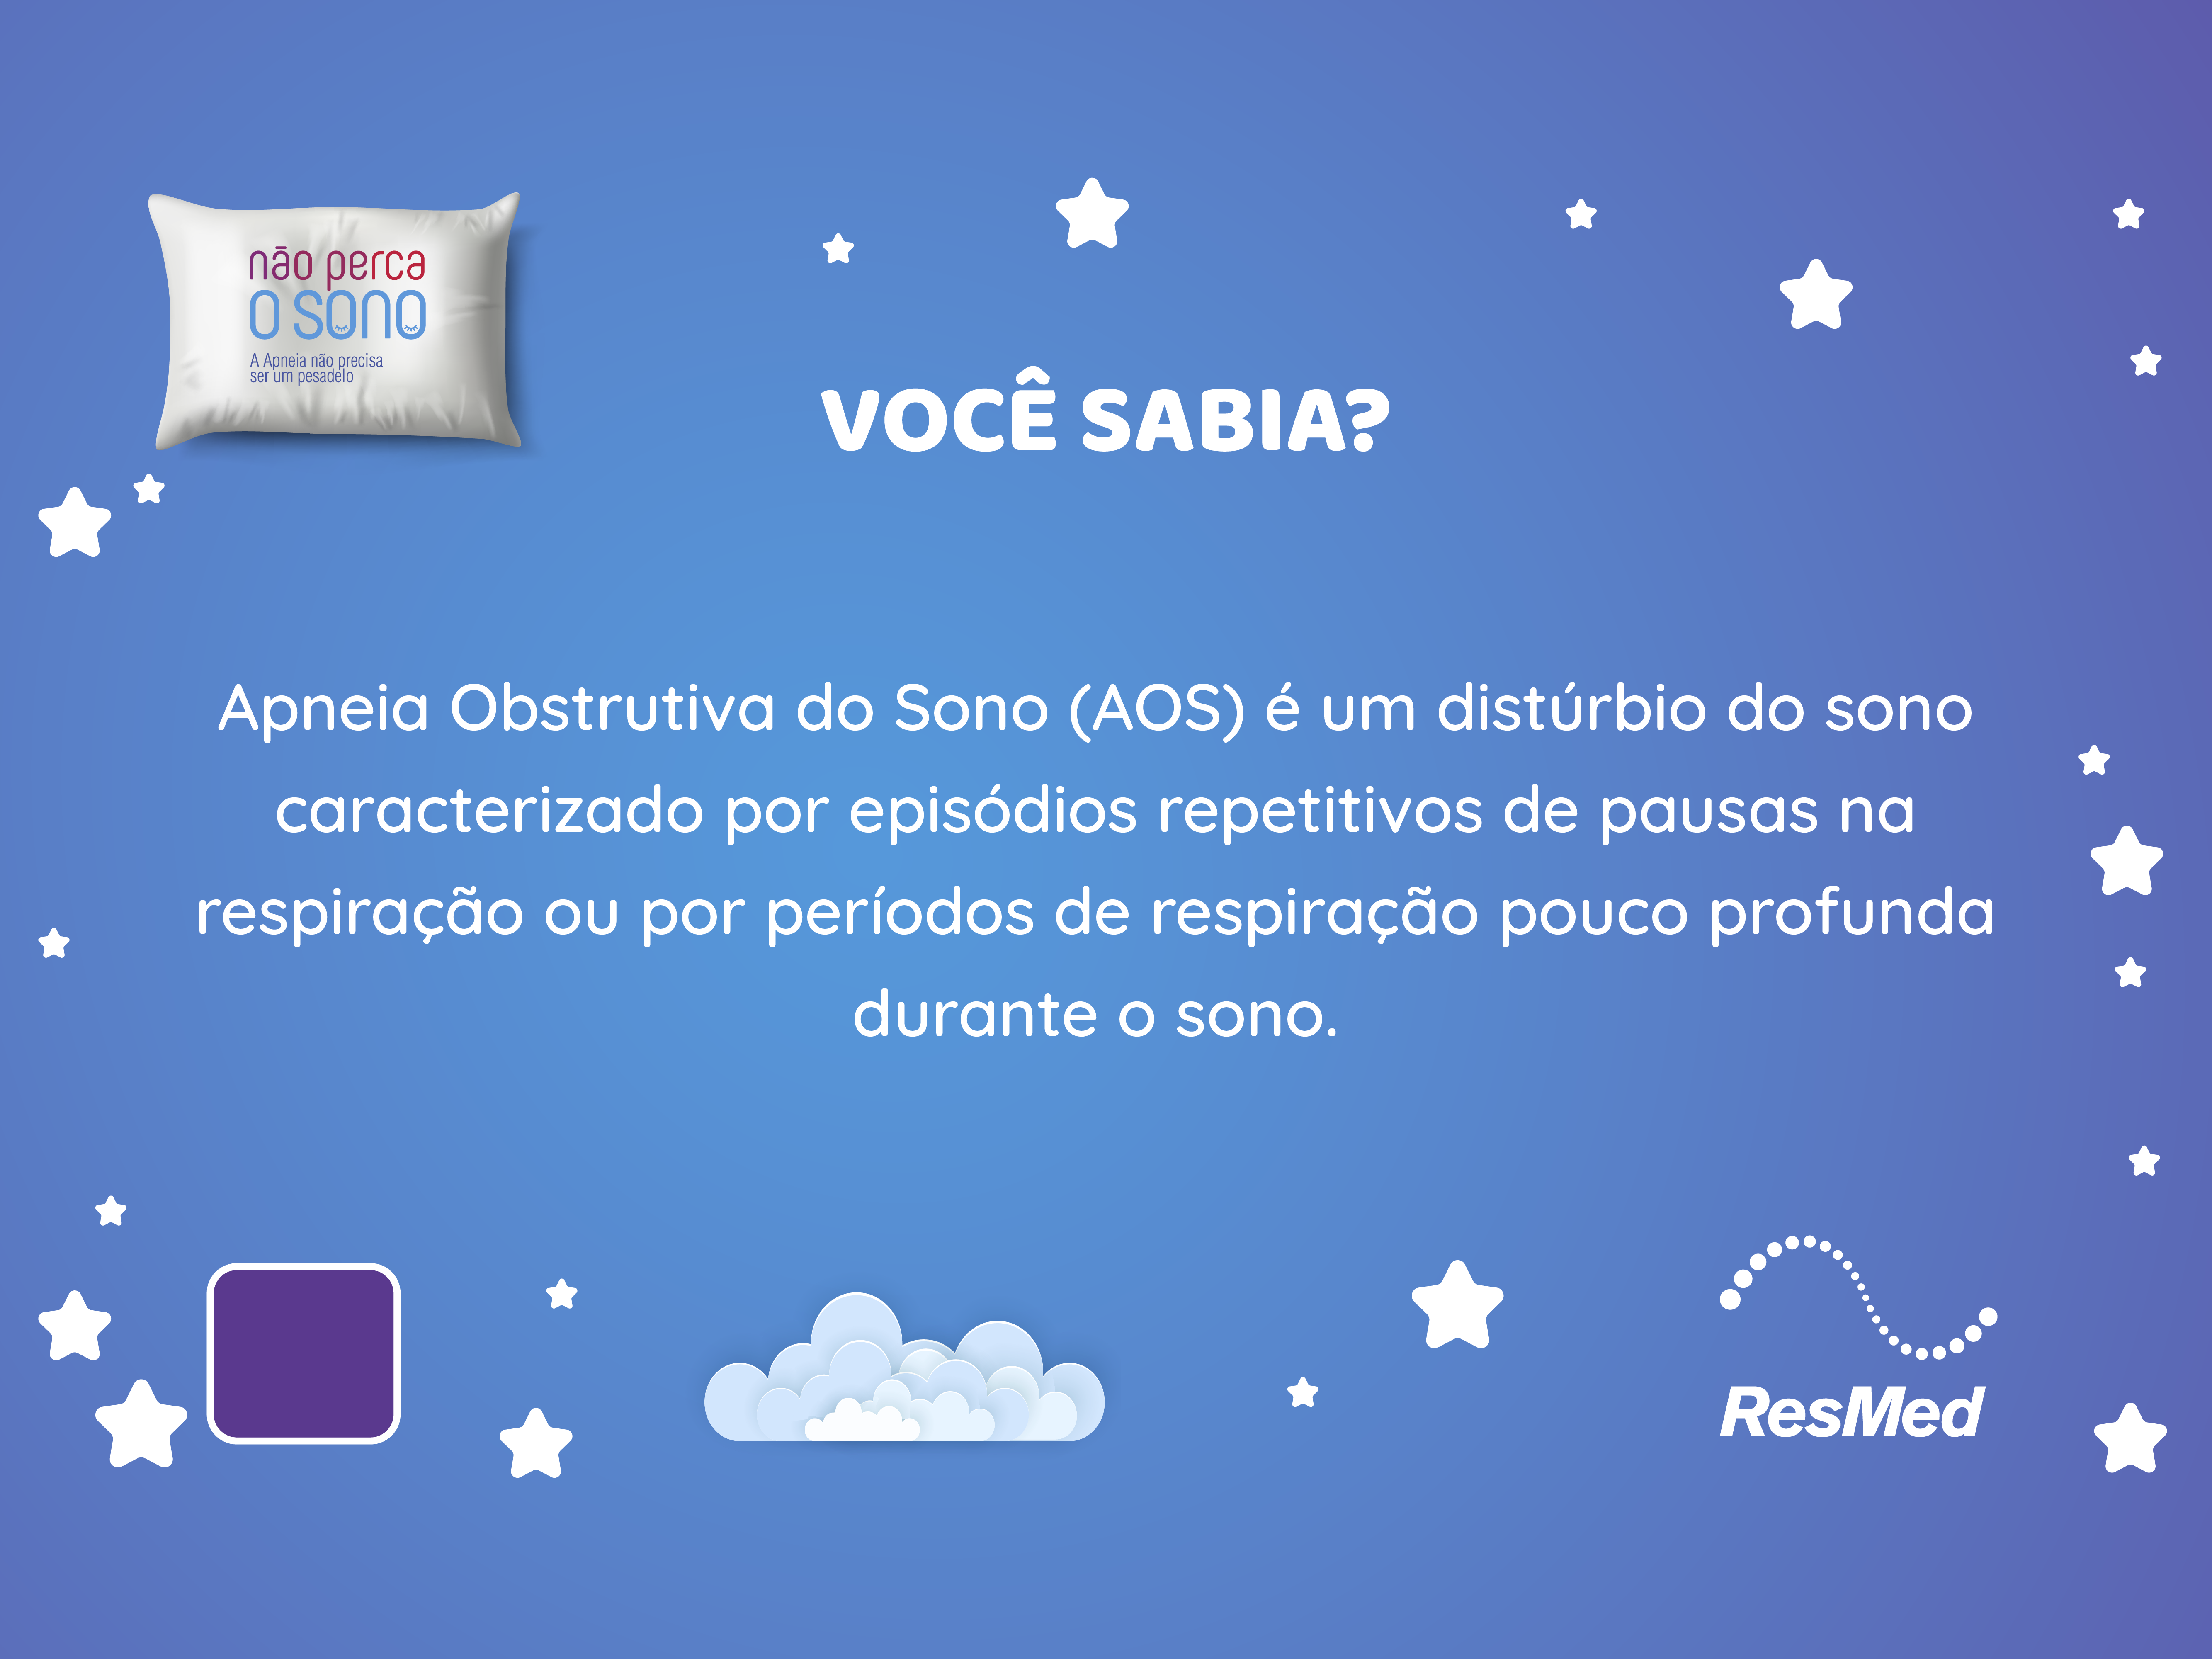 não perca
o sono
A Apneia não precisa
ser um pesadelo
VOCÊ SABIA?
Apneia Obstrutiva do Sono (AOS) é um distúrbio do sono
caracterizado por episódios repetitivos de pausas na
respiração ou por períodos de respiração pouco profunda
durante o sono.
ResMed